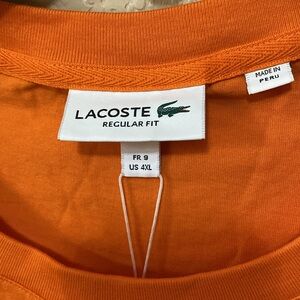 LACOSTE
REGULAR FIT
FR 9
US 4XL
MADE IN
PERU